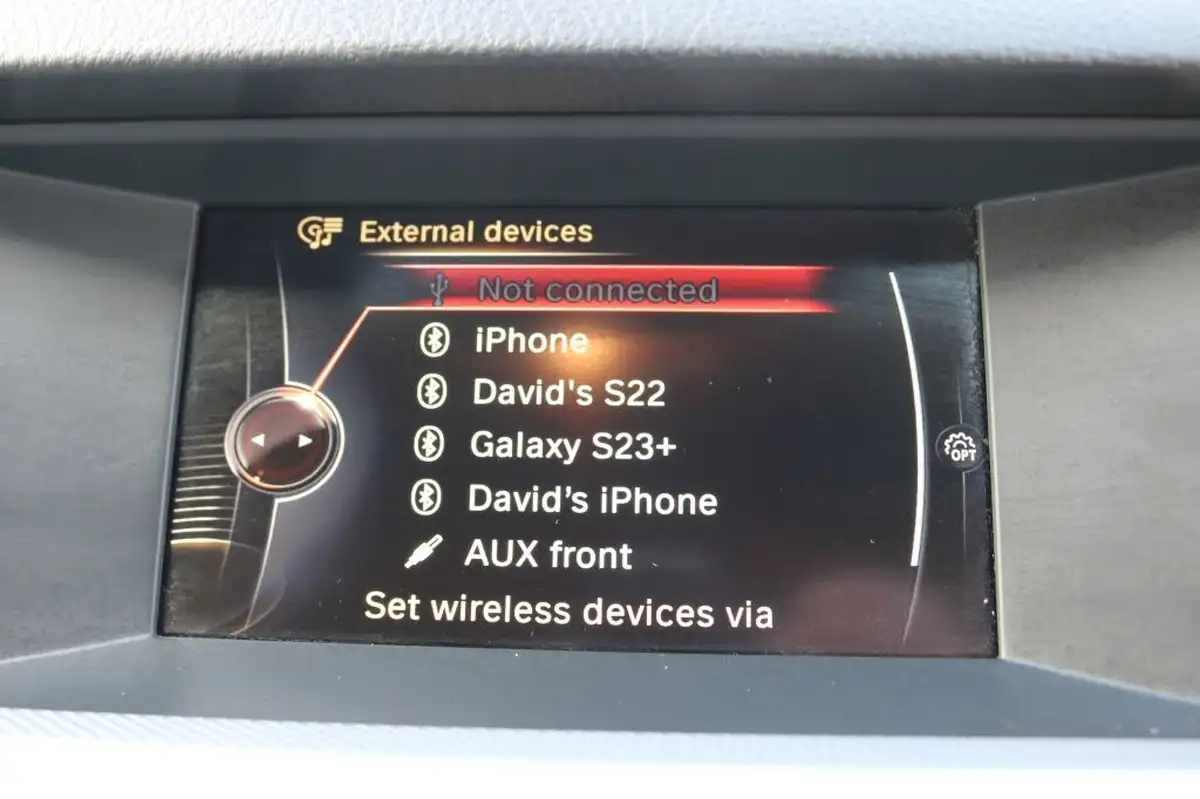 External devices
Not connected
iPhone
David's S22
Galaxy S23+
David’s iPhone
AUX front
OPT
Set wireless devices via